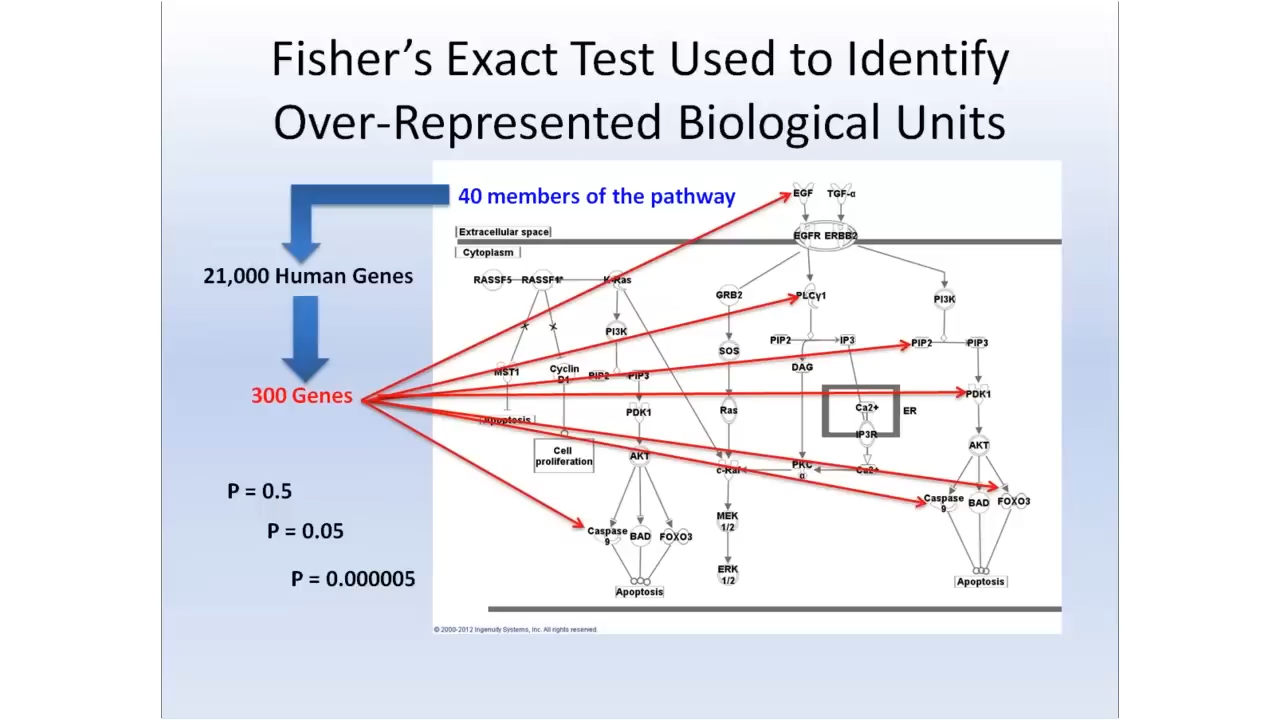 Fisher’s Exact Test Used to Identify
Over-Represented Biological Units
40 members of the pathway
21,000 Human Genes
300 Genes
P = 0.5
P = 0.05
P = 0.000005
EGF TGF-α
Extracellular space
EGFR ERBB2
Cytoplasm
RASSF5 RASSF1* K-Ras
GRB2 PLCγ1 PI3K
PI3K
PIP2 IP3 PIP2 PIP3
SOS
DAG
MST1 Cyclin D1 PIP2 PIP3
PDK1
PDK1 Ras Ca2+ ER
Apoptosis
IP3R
Cell
proliferation
AKT
AKT
c-Raf PKC
α
Ca2+
Caspase
9
BAD FOXO3
MEK
1/2
Caspase
9
BAD FOXO3
ERK
1/2
Apoptosis
Apoptosis
© 2000-2012 Ingenuity Systems, Inc. All rights reserved.